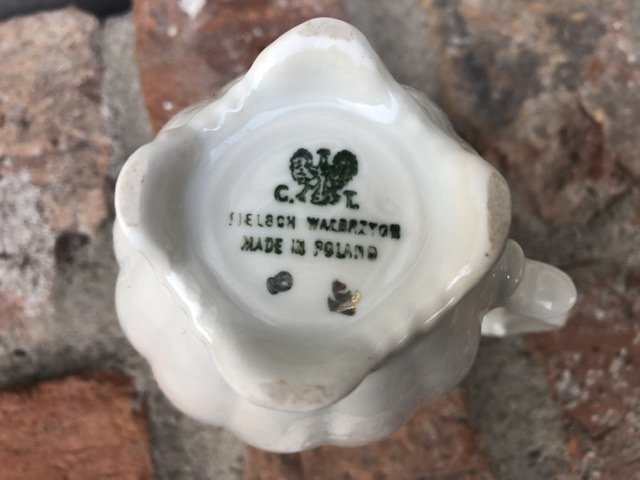 C. T.
TIELSCH WAŁBRZYCH
MADE IN POLAND